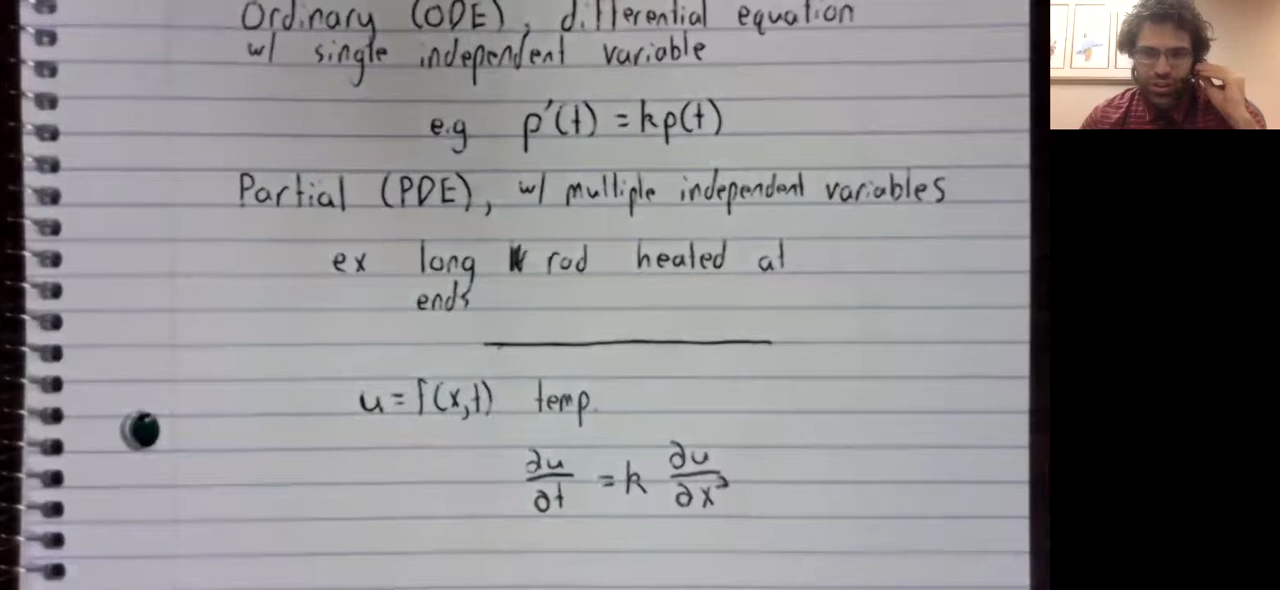 Ordinary (ODE), differential equation
w/ single independent variable
e.g p'(t) = kp(t)
Partial (PDE), w/ multiple independent variables
ex long rod heated at
ends
u = f(x,t) temp.
∂u/∂t = k ∂u/∂x²